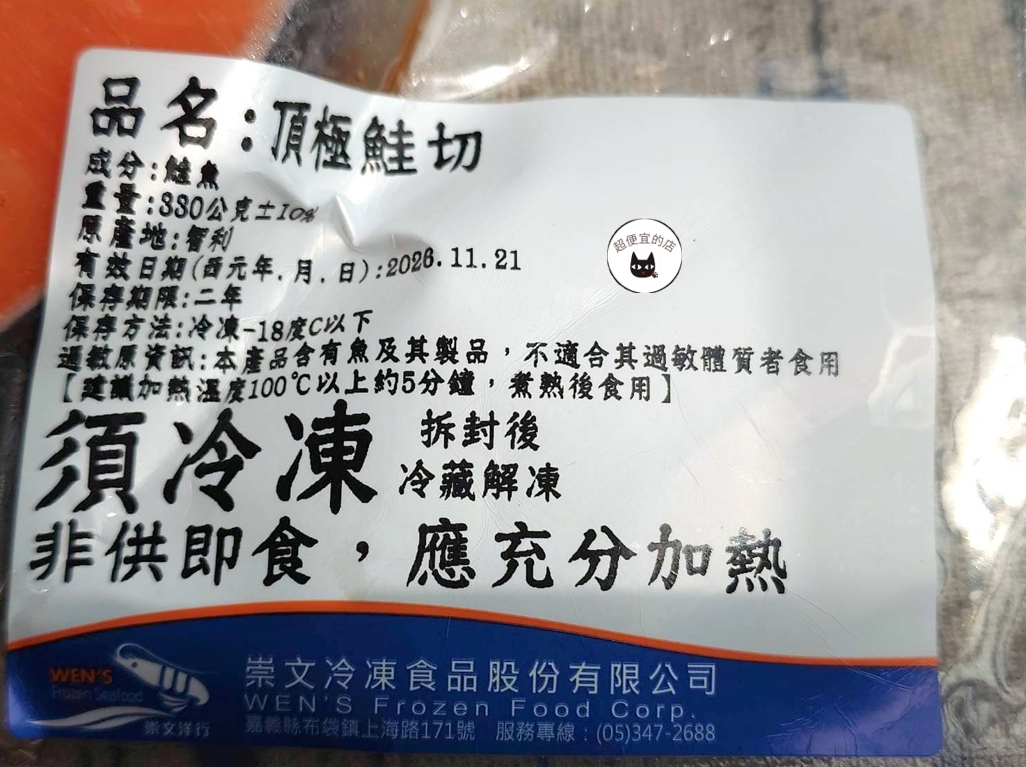 品名:頂極鮭切
成分:鮭魚
重量:330公克±10%
原產地:智利
有效日期(西元年.月.日):2026.11.21
保存期限:二年
保存方法:冷凍-18度C以下
過敏原資訊:本產品含有魚及其製品，不適合其過敏體質者食用
【建議加熱溫度100℃以上約5分鐘，煮熟後食用】
須冷凍
拆封後
冷藏解凍
非供即食，應充分加熱
超便宜的店
WEN'S
Frozen Seafood
崇文洋行
崇文冷凍食品股份有限公司
WEN'S Frozen Food Corp.
嘉義縣布袋鎮上海路171號 服務專線：(05)347-2688